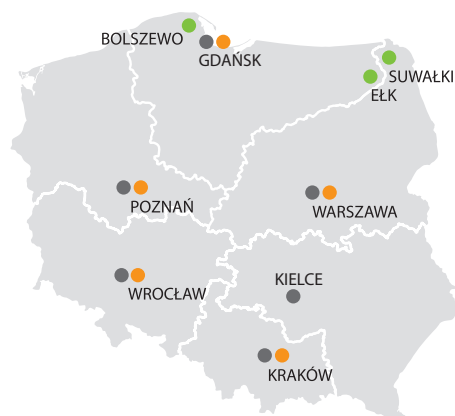 BOLSZEWO
GDAŃSK
SUWAŁKI
EŁK
POZNAŃ
WARSZAWA
WROCŁAW
KIELCE
KRAKÓW